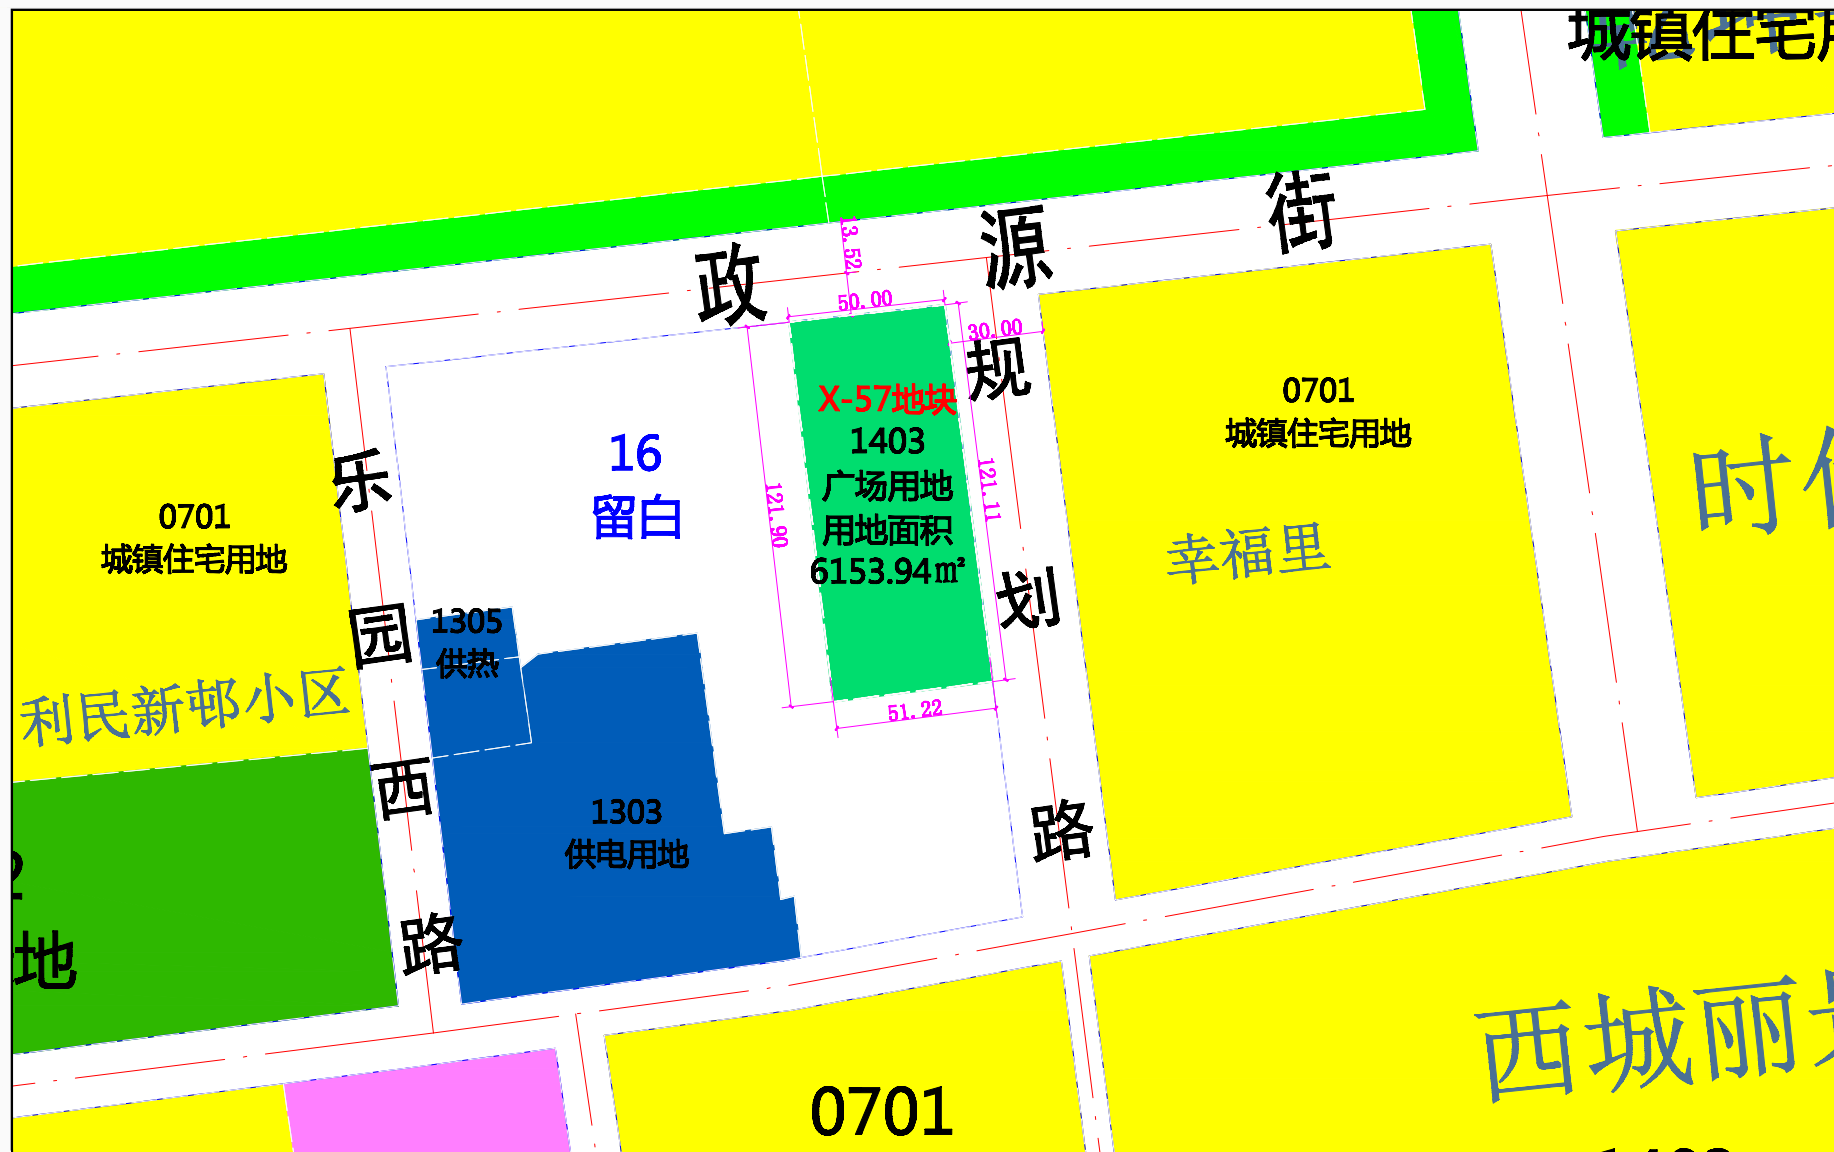 城镇住宅用
政源街
13.52
50.00
30.00
X-57地块
1403
广场用地
用地面积
6153.94㎡
121.90
121.11
51.22
规划路
16
留白
0701
城镇住宅用地
幸福里
时代
0701
城镇住宅用地
乐园西路
利民新邨小区
1305
供热
1303
供电用地
2
地
西城丽
0701